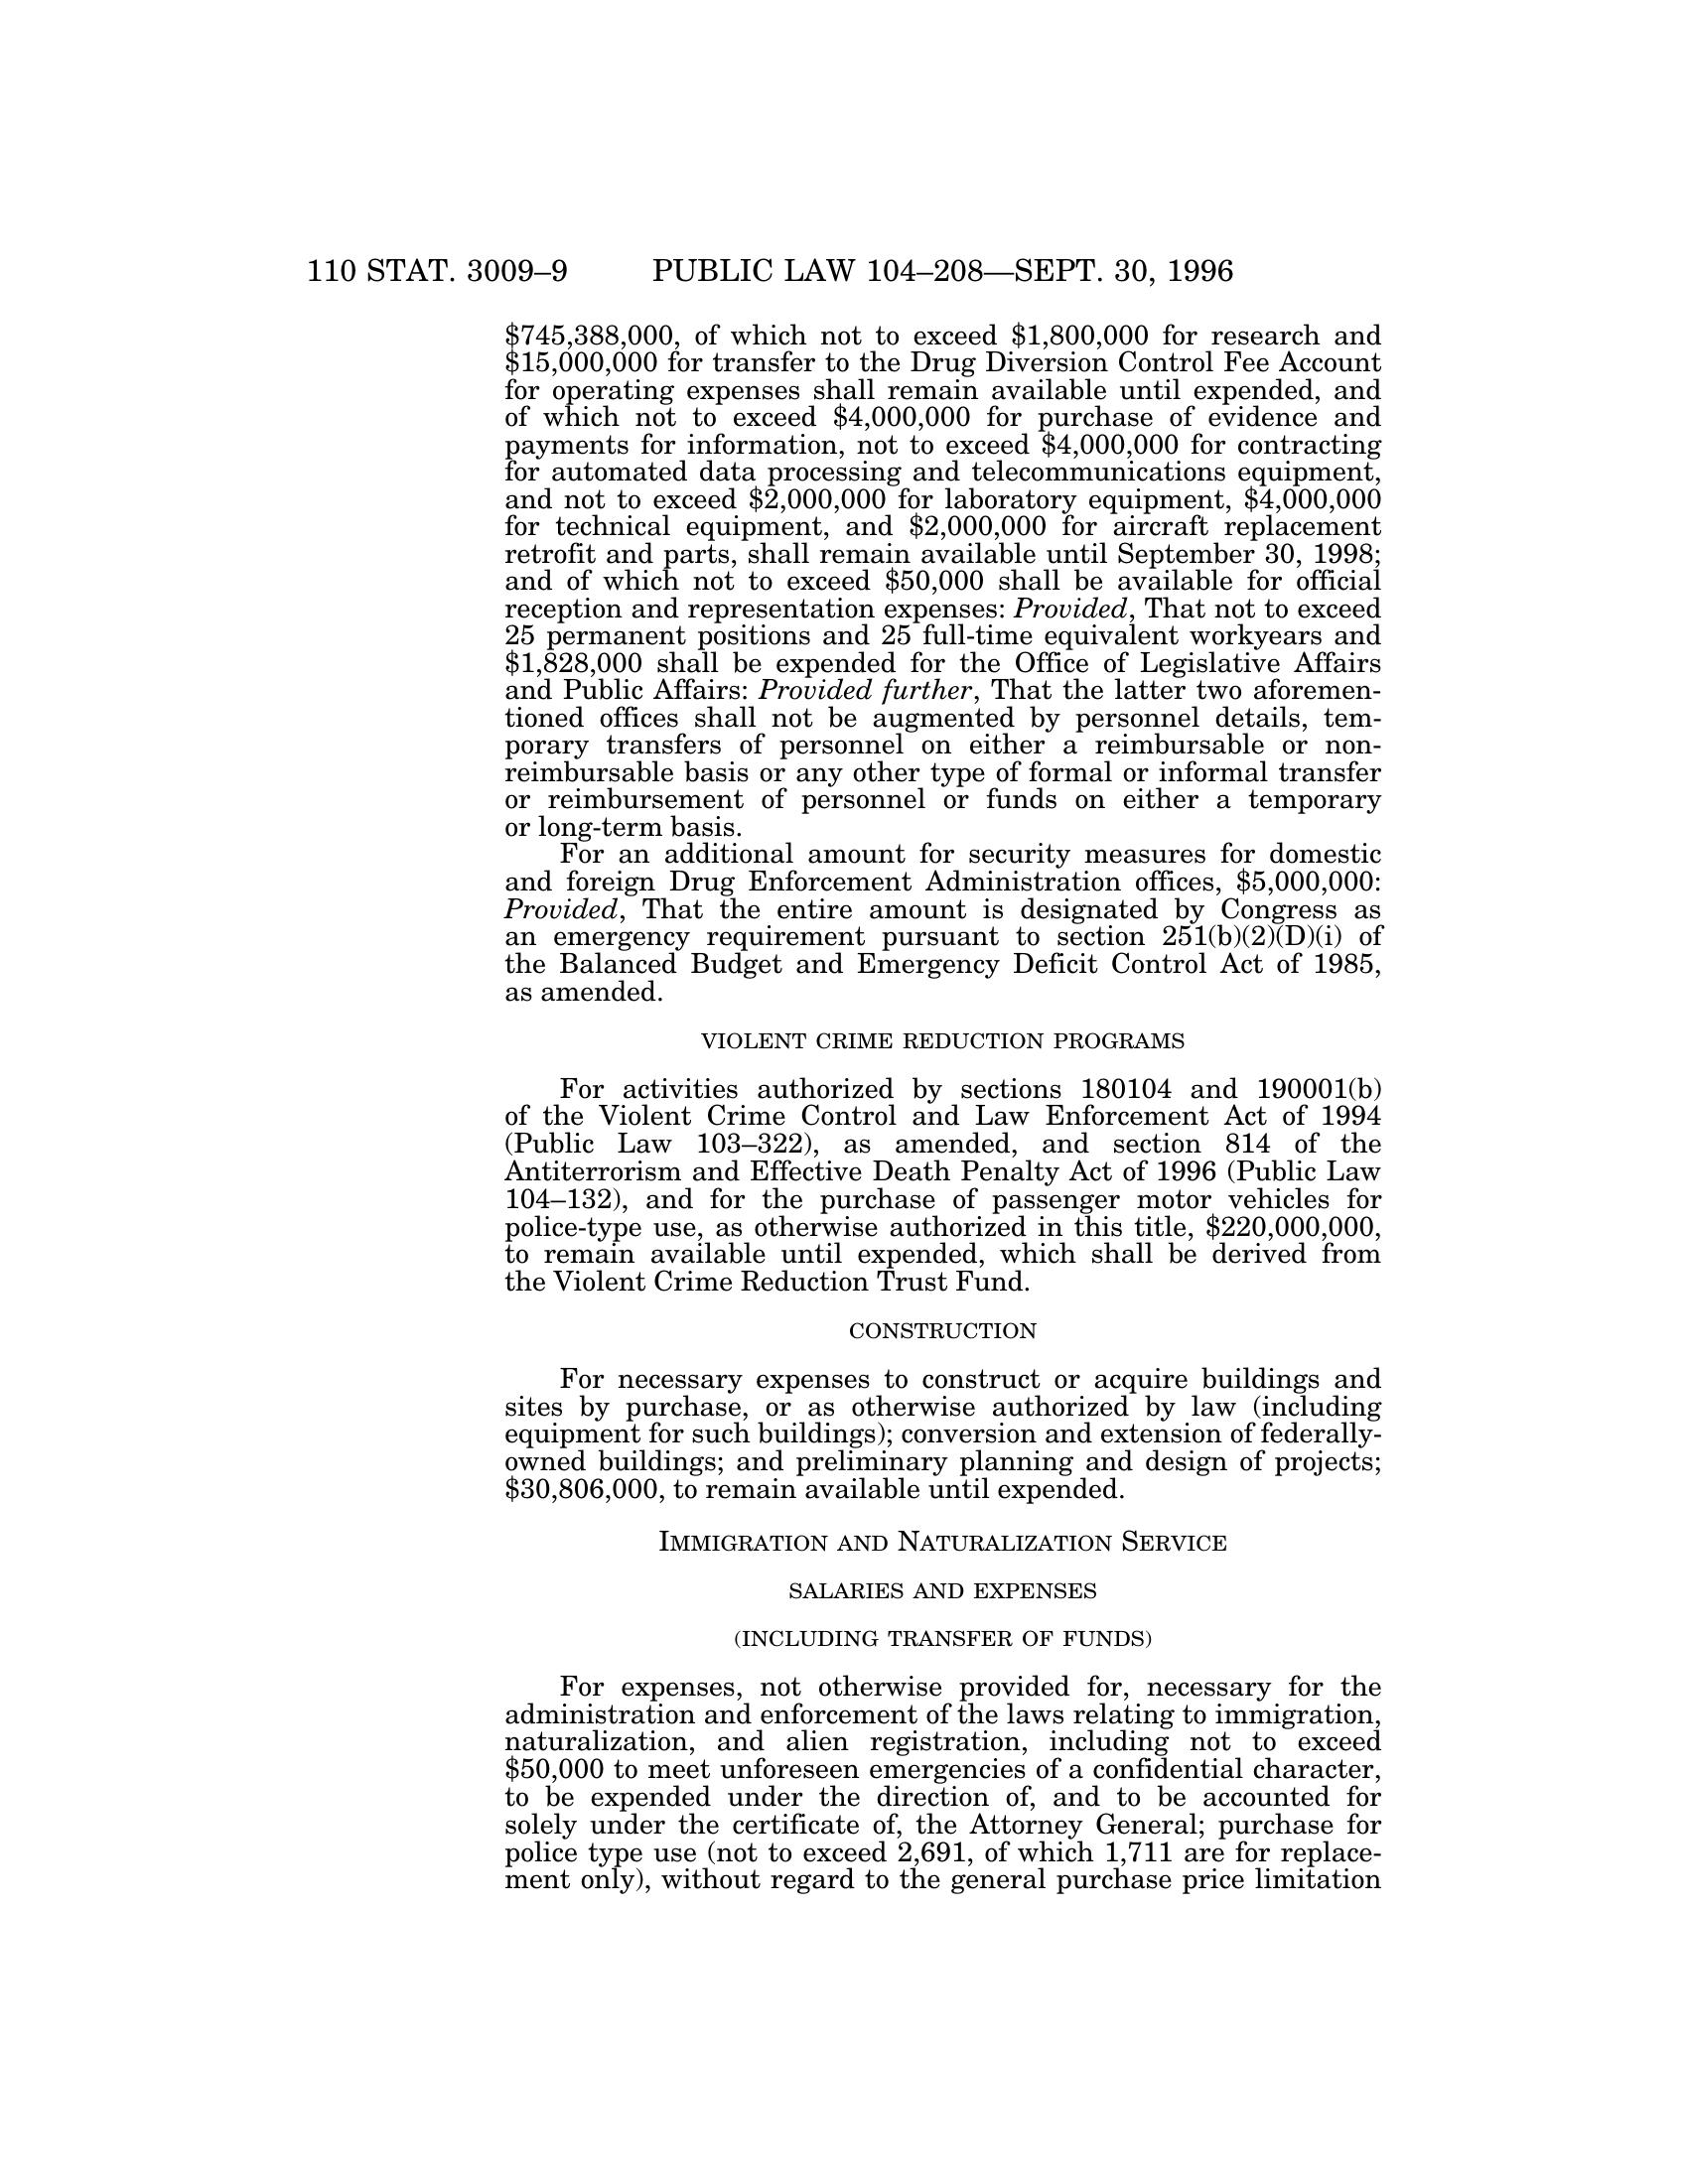 110 STAT. 3009–9 PUBLIC LAW 104–208—SEPT. 30, 1996
$745,388,000, of which not to exceed $1,800,000 for research and
$15,000,000 for transfer to the Drug Diversion Control Fee Account
for operating expenses shall remain available until expended, and
of which not to exceed $4,000,000 for purchase of evidence and
payments for information, not to exceed $4,000,000 for contracting
for automated data processing and telecommunications equipment,
and not to exceed $2,000,000 for laboratory equipment, $4,000,000
for technical equipment, and $2,000,000 for aircraft replacement
retrofit and parts, shall remain available until September 30, 1998;
and of which not to exceed $50,000 shall be available for official
reception and representation expenses: Provided, That not to exceed
25 permanent positions and 25 full-time equivalent workyears and
$1,828,000 shall be expended for the Office of Legislative Affairs
and Public Affairs: Provided further, That the latter two aforemen-
tioned offices shall not be augmented by personnel details, tem-
porary transfers of personnel on either a reimbursable or non-
reimbursable basis or any other type of formal or informal transfer
or reimbursement of personnel or funds on either a temporary
or long-term basis.
For an additional amount for security measures for domestic
and foreign Drug Enforcement Administration offices, $5,000,000:
Provided, That the entire amount is designated by Congress as
an emergency requirement pursuant to section 251(b)(2)(D)(i) of
the Balanced Budget and Emergency Deficit Control Act of 1985,
as amended.
VIOLENT CRIME REDUCTION PROGRAMS
For activities authorized by sections 180104 and 190001(b)
of the Violent Crime Control and Law Enforcement Act of 1994
(Public Law 103–322), as amended, and section 814 of the
Antiterrorism and Effective Death Penalty Act of 1996 (Public Law
104–132), and for the purchase of passenger motor vehicles for
police-type use, as otherwise authorized in this title, $220,000,000,
to remain available until expended, which shall be derived from
the Violent Crime Reduction Trust Fund.
CONSTRUCTION
For necessary expenses to construct or acquire buildings and
sites by purchase, or as otherwise authorized by law (including
equipment for such buildings); conversion and extension of federally-
owned buildings; and preliminary planning and design of projects;
$30,806,000, to remain available until expended.
IMMIGRATION AND NATURALIZATION SERVICE
SALARIES AND EXPENSES
(INCLUDING TRANSFER OF FUNDS)
For expenses, not otherwise provided for, necessary for the
administration and enforcement of the laws relating to immigration,
naturalization, and alien registration, including not to exceed
$50,000 to meet unforeseen emergencies of a confidential character,
to be expended under the direction of, and to be accounted for
solely under the certificate of, the Attorney General; purchase for
police type use (not to exceed 2,691, of which 1,711 are for replace-
ment only), without regard to the general purchase price limitation